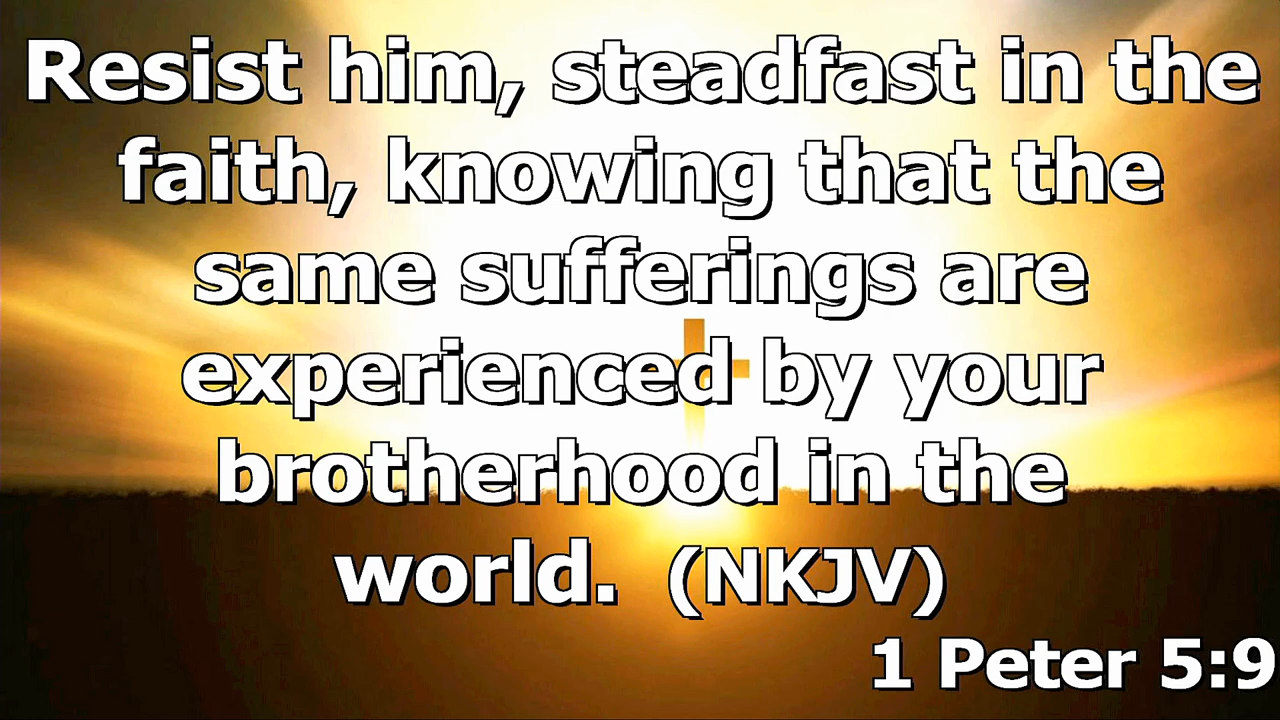 Resist him, steadfast in the
faith, knowing that the
same sufferings are
experienced by your
brotherhood in the
world. (NKJV)
1 Peter 5:9